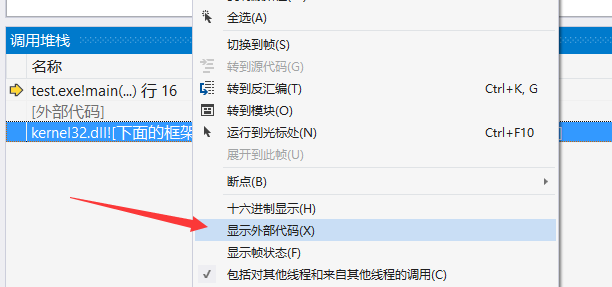 全选(A)
调用堆栈
名称
切换到帧(S)
转到源代码(G)
test.exe!main(...) 行 16
转到反汇编(T) Ctrl+K, G
[外部代码]
转到模块(O)
kernel32.dll![下面的框架
运行到光标处(N) Ctrl+F10
展开到此帧(U)
断点(B)
十六进制显示(H)
显示外部代码(X)
显示帧状态(F)
包括对其他线程和来自其他线程的调用(C)